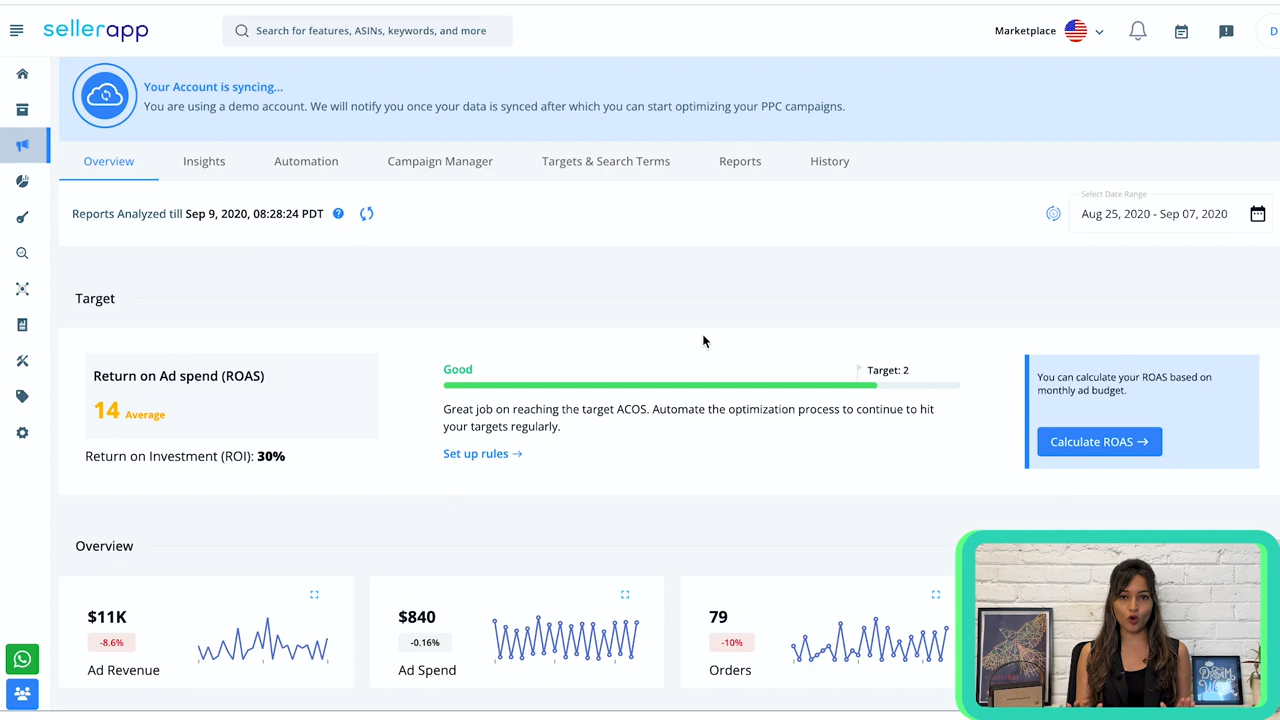 sellerapp
Search for features, ASINs, keywords, and more
Marketplace
D
Your Account is syncing...
You are using a demo account. We will notify you once your data is synced after which you can start optimizing your PPC campaigns.
Overview Insights Automation Campaign Manager Targets & Search Terms Reports History
Reports Analyzed till Sep 9, 2020, 08:28:24 PDT ?
Select Date Range
Aug 25, 2020 - Sep 07, 2020
Target
Return on Ad spend (ROAS)
14 Average
Return on Investment (ROI): 30%
Good
Target: 2
Great job on reaching the target ACOS. Automate the optimization process to continue to hit
your targets regularly.
Set up rules →
You can calculate your ROAS based on
monthly ad budget.
Calculate ROAS →
Overview
$11K
-8.6%
Ad Revenue
$840
-0.16%
Ad Spend
79
-10%
Orders